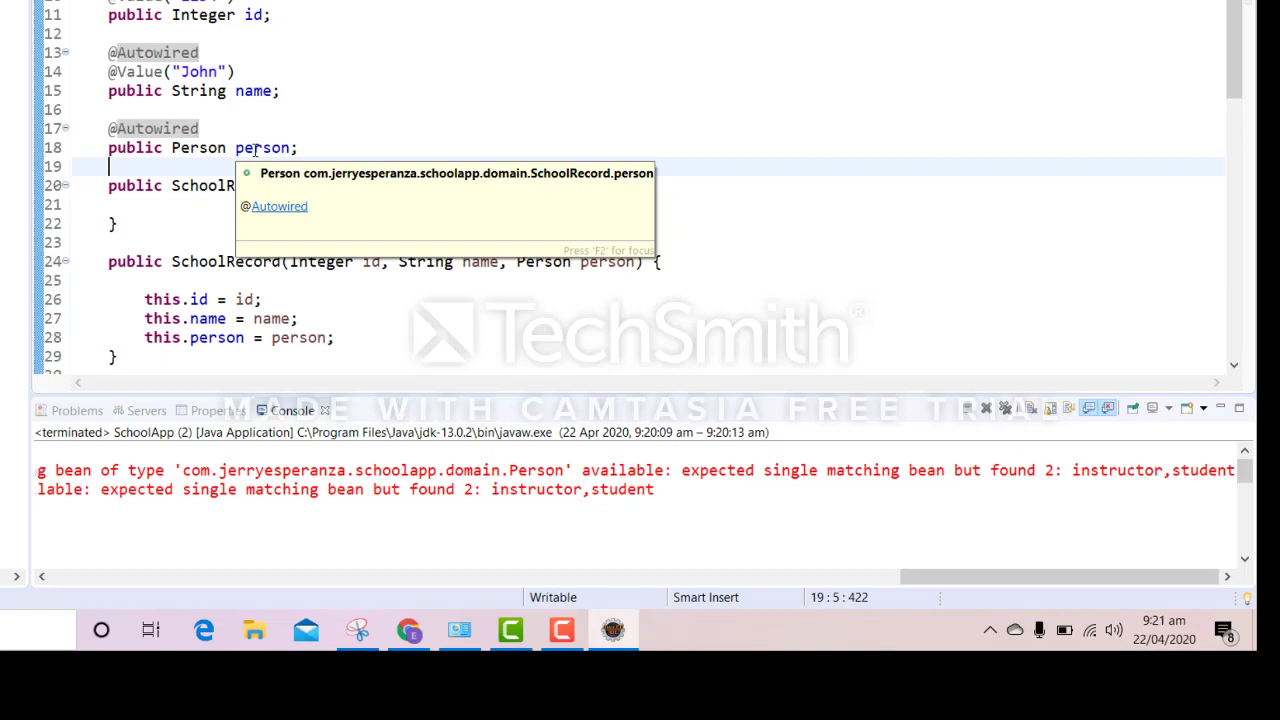 11 public Integer id;
12
13 @Autowired
14 @Value("John")
15 public String name;
16
17 @Autowired
18 public Person person;
19
20 public SchoolR
Person com.jerryesperanza.schoolapp.domain.SchoolRecord.person
@Autowired
Press 'F2' for focus
21
22 }
23
24 public SchoolRecord(Integer id, String name, Person person) {
25
26 this.id = id;
27 this.name = name;
28 this.person = person;
29 }
TechSmith®
MADE WITH CAMTASIA FREE TRIAL
Problems Servers Properties Console
<terminated> SchoolApp (2) [Java Application] C:\Program Files\Java\jdk-13.0.2\bin\javaw.exe (22 Apr 2020, 9:20:09 am – 9:20:13 am)
g bean of type 'com.jerryesperanza.schoolapp.domain.Person' available: expected single matching bean but found 2: instructor,student
lable: expected single matching bean but found 2: instructor,student
Writable Smart Insert 19 : 5 : 422
9:21 am
22/04/2020
8